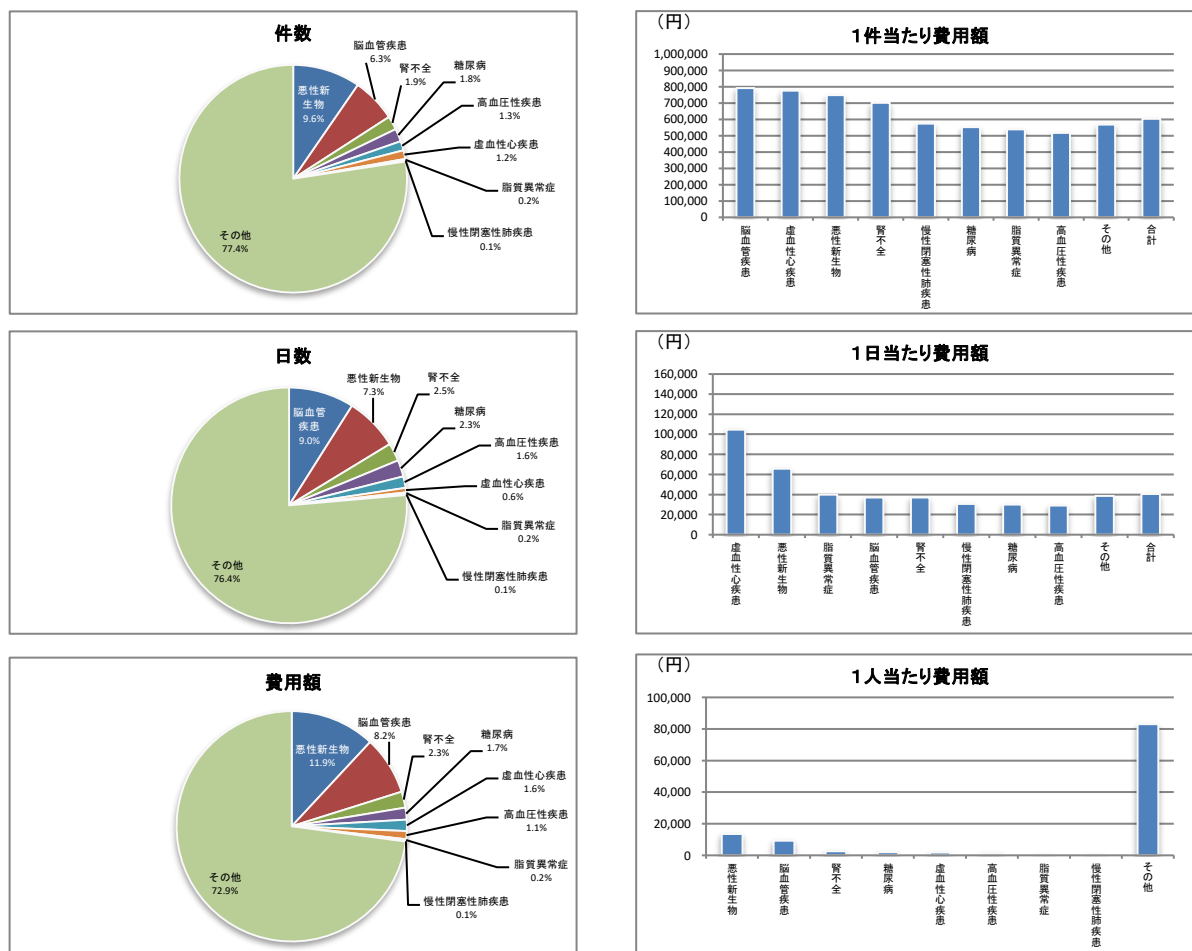 件数
悪性新
生物
9.6%
脳血管疾患
6.3%
腎不全
1.9%
糖尿病
1.8%
高血圧性疾患
1.3%
虚血性心疾患
1.2%
脂質異常症
0.2%
慢性閉塞性肺疾患
0.1%
その他
77.4%
(円)
1件当たり費用額
1,000,000
900,000
800,000
700,000
600,000
500,000
400,000
300,000
200,000
100,000
0
脳血管疾患
虚血性心疾患
悪性新生物
腎不全
慢性閉塞性肺疾患
糖尿病
脂質異常症
高血圧性疾患
その他
合計
日数
脳血管
疾患
9.0%
悪性新生物
7.3%
腎不全
2.5%
糖尿病
2.3%
高血圧性疾患
1.6%
虚血性心疾患
0.6%
脂質異常症
0.2%
慢性閉塞性肺疾患
0.1%
その他
76.4%
(円)
1日当たり費用額
160,000
140,000
120,000
100,000
80,000
60,000
40,000
20,000
0
虚血性心疾患
悪性新生物
脂質異常症
脳血管疾患
腎不全
慢性閉塞性肺疾患
糖尿病
高血圧性疾患
その他
合計
費用額
悪性新生物
11.9%
脳血管疾患
8.2%
腎不全
2.3%
糖尿病
1.7%
虚血性心疾患
1.6%
高血圧性疾患
1.1%
脂質異常症
0.2%
慢性閉塞性肺疾患
0.1%
その他
72.9%
(円)
1人当たり費用額
100,000
80,000
60,000
40,000
20,000
0
悪性新生物
脳血管疾患
腎不全
糖尿病
虚血性心疾患
高血圧性疾患
脂質異常症
慢性閉塞性肺疾患
その他